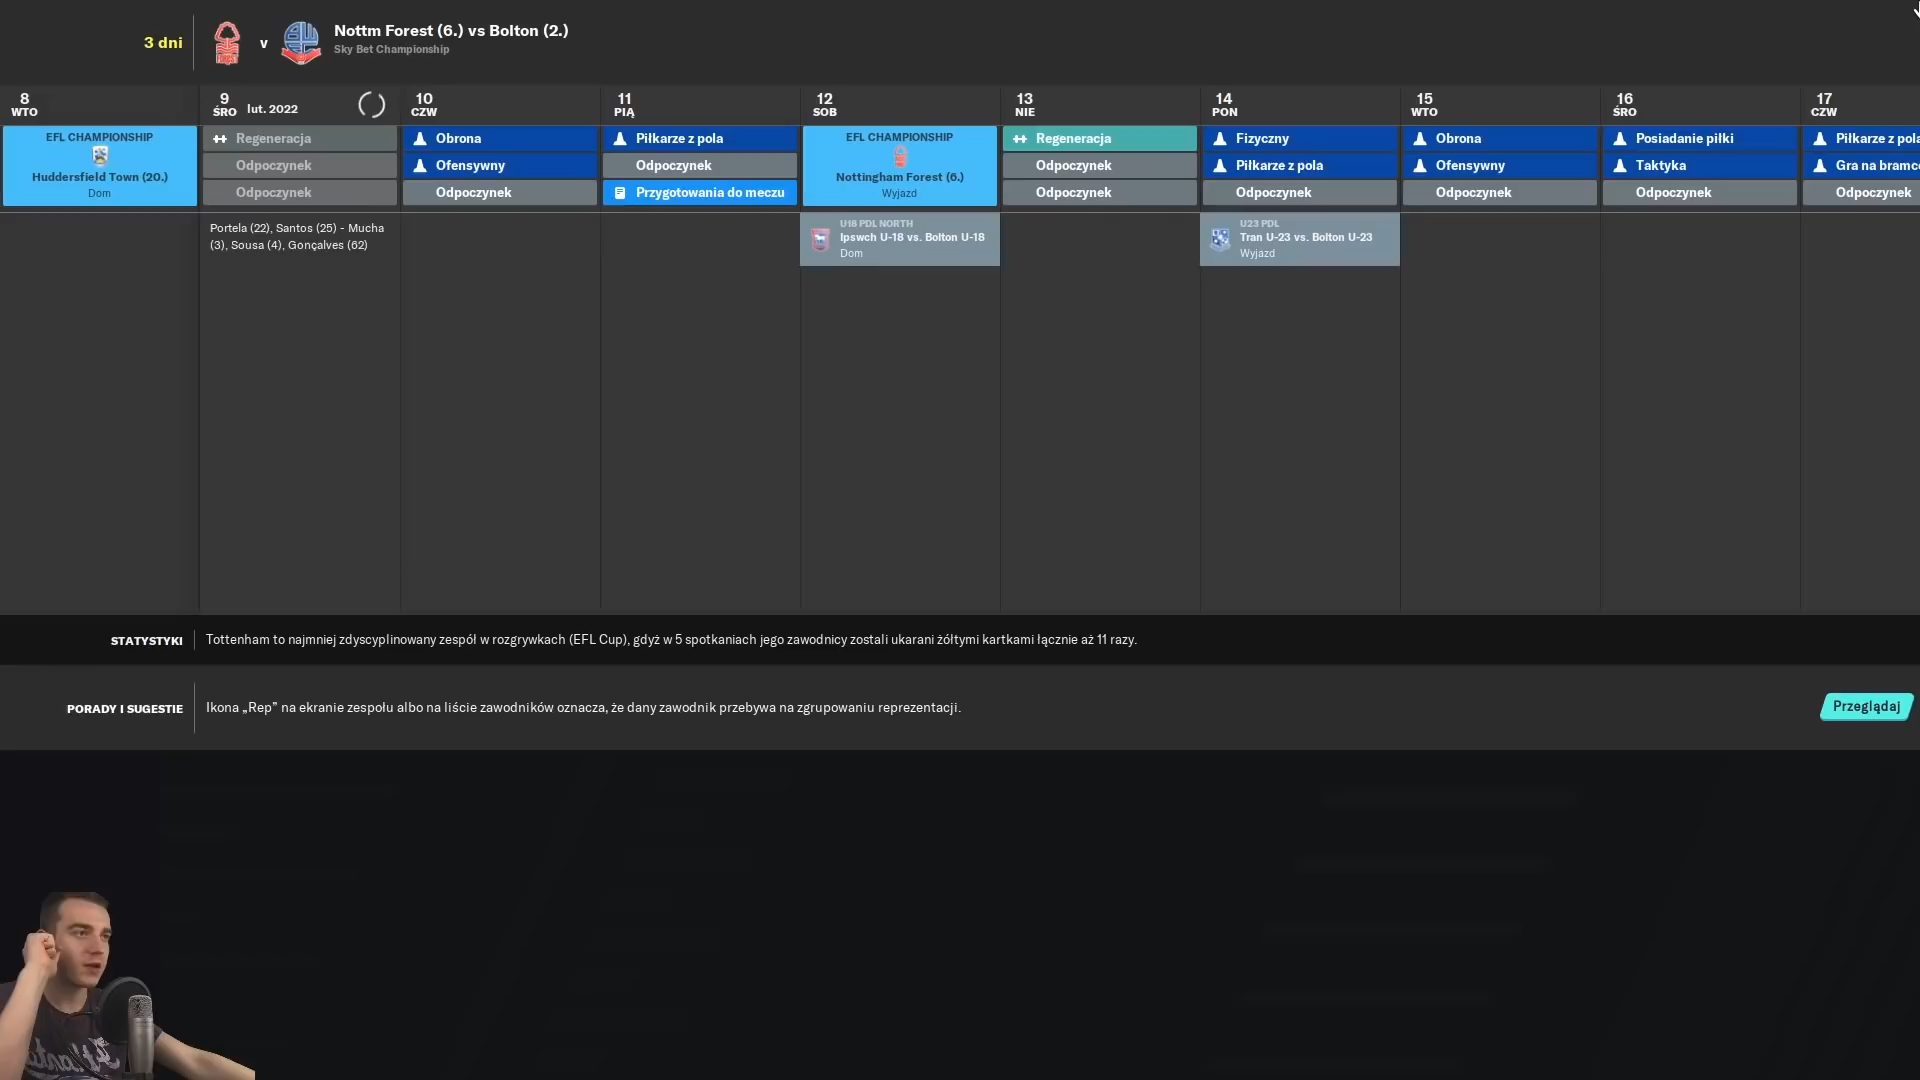 3 dni
v
Nottm Forest (6.) vs Bolton (2.)
Sky Bet Championship
8
WTO
9
ŚRO
lut. 2022
10
CZW
11
PIĄ
12
SOB
13
NIE
14
PON
15
WTO
16
ŚRO
17
CZW
EFL CHAMPIONSHIP
Huddersfield Town (20.)
Dom
Regeneracja
Odpoczynek
Odpoczynek
Obrona
Ofensywny
Odpoczynek
Piłkarze z pola
Odpoczynek
Przygotowania do meczu
EFL CHAMPIONSHIP
Nottingham Forest (6.)
Wyjazd
Regeneracja
Odpoczynek
Odpoczynek
Fizyczny
Piłkarze z pola
Odpoczynek
Obrona
Ofensywny
Odpoczynek
Posiadanie piłki
Taktyka
Odpoczynek
Piłkarze z pola
Gra na bramce
Odpoczynek
Portela (22), Santos (25) - Mucha
(3), Sousa (4), Gonçalves (62)
U18 PDL NORTH
Ipswch U-18 vs. Bolton U-18
Dom
U23 PDL
Tran U-23 vs. Bolton U-23
Wyjazd
STATYSTYKI
Tottenham to najmniej zdyscyplinowany zespół w rozgrywkach (EFL Cup), gdyż w 5 spotkaniach jego zawodnicy zostali ukarani żółtymi kartkami łącznie aż 11 razy.
PORADY I SUGESTIE
Ikona „Rep” na ekranie zespołu albo na liście zawodników oznacza, że dany zawodnik przebywa na zgrupowaniu reprezentacji.
Przeglądaj